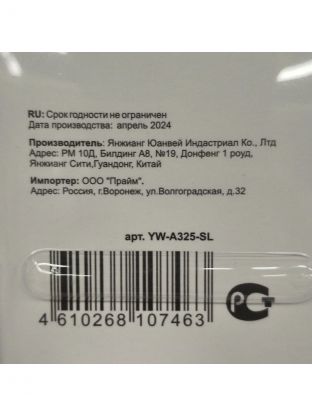 RU: Срок годности не ограничен
Дата производства: апрель 2024
Производитель: Янжианг Юанвей Индастриал Ко., Лтд
Адрес: РМ 10Д, Билдинг А8, №19, Донфенг 1 роуд,
Янжианг Сити,Гуандонг, Китай
Импортер: ООО "Прайм".
Адрес: Россия, г.Воронеж, ул.Волгоградская, д.32
арт. YW-A325-SL
4 610268 107463
РСТ